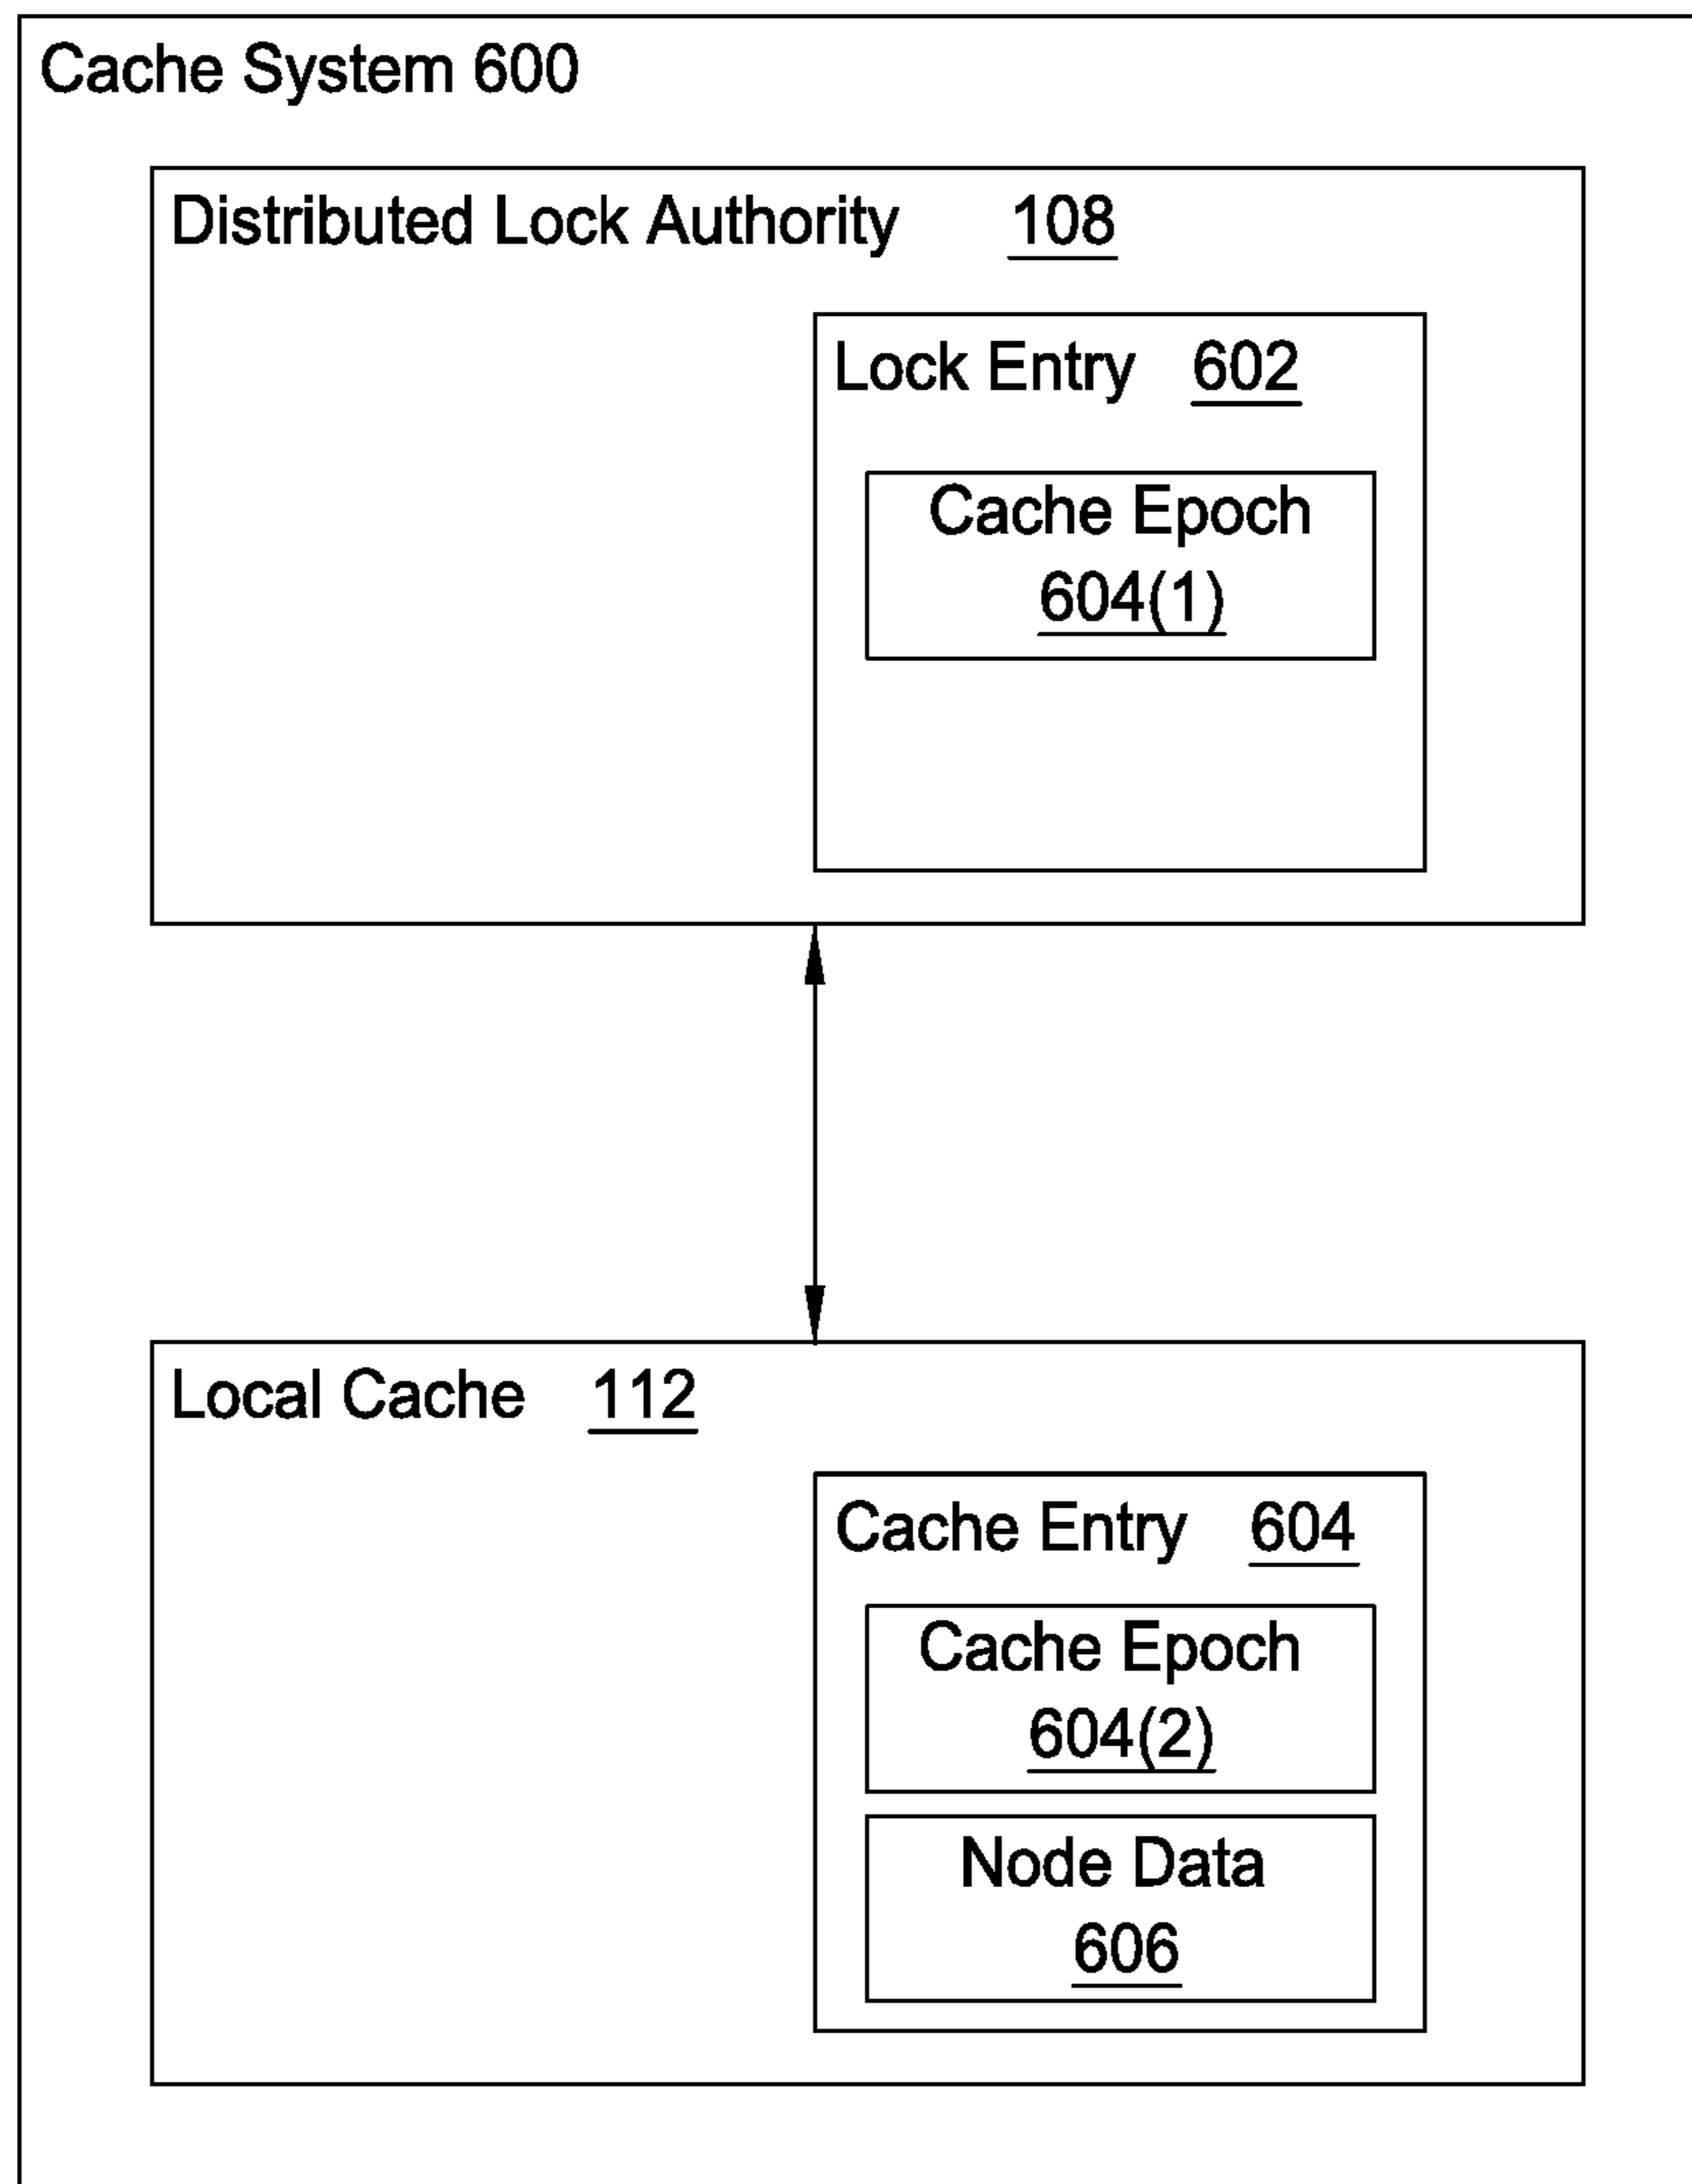 Cache System 600
Distributed Lock Authority 108
Lock Entry 602
Cache Epoch
604(1)
Local Cache 112
Cache Entry 604
Cache Epoch
604(2)
Node Data
606